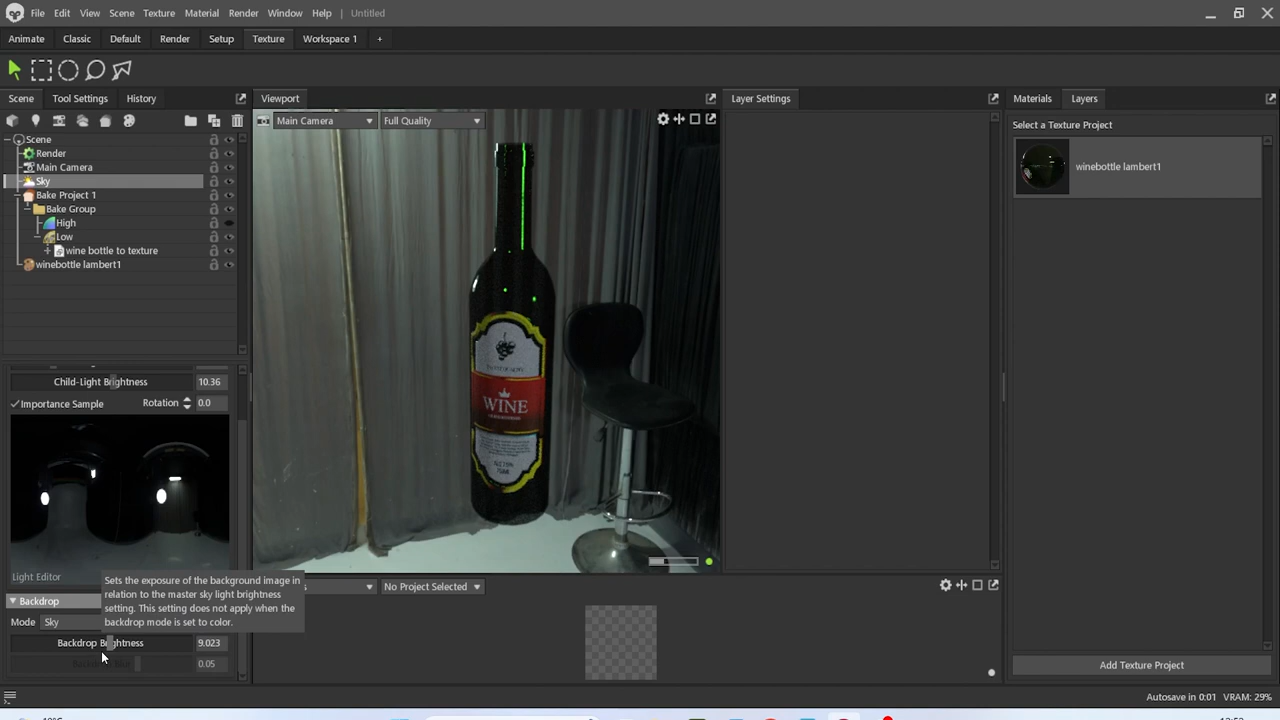 File Edit View Scene Texture Material Render Window Help Untitled
Animate Classic Default Render Setup Texture Workspace 1 +
Scene Tool Settings History
Scene
Render
Main Camera
Sky
Bake Project 1
Bake Group
High
Low
wine bottle to texture
winebottle lambert1
Child-Light Brightness 10.36
Importance Sample Rotation 0.0
Light Editor
Sets the exposure of the background image in
relation to the master sky light brightness
setting. This setting does not apply when the
backdrop mode is set to color.
Backdrop
Mode Sky
Backdrop Brightness 9.023
0.05
Viewport
Main Camera Full Quality
WINE
No Project Selected
Layer Settings
Materials Layers
Select a Texture Project
winebottle lambert1
Add Texture Project
Autosave in 0:01 VRAM: 29%